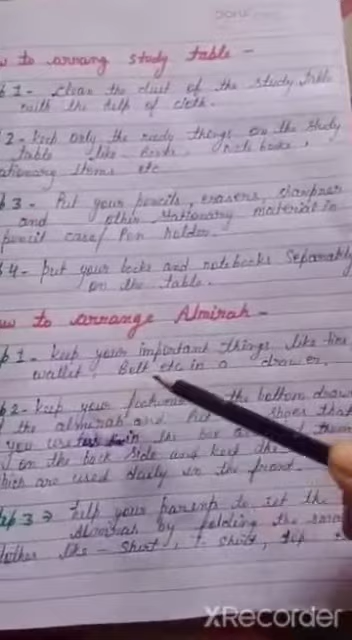 to arrang study table -
1 - clean the dust of the study table
with the help of cloth.
2 - keep only the needy things on the study
table like books, note books,
stationary items etc
3 - Put your pencils, erasers, sharpner
and other stationary material in
pencil case/ Pen holder.
4 - put your books and notebooks separately
on the table.
to arrange Almirah -
1 - keep your important things like
wallet, Belt etc in a drawer.
2 - keep your the bottom
the almirah and shoes that
you use in the
on the back side and keep the
which are used daily in the front.
3 → Help your parents to set the
Almirah by folding the
clothes like - shirt, T. shirt,
XRecorder